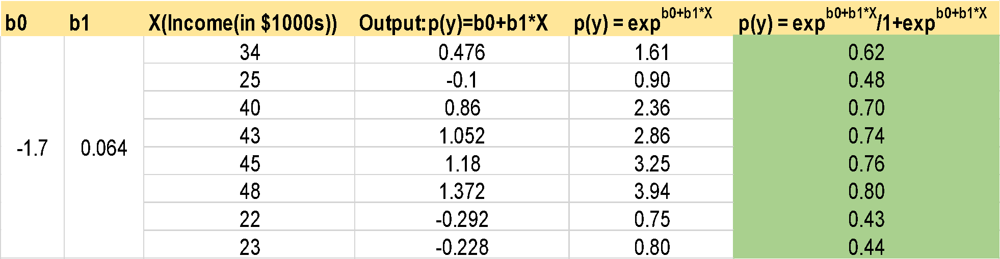 b0 b1 X(Income(in $1000s)) Output:p(y)=b0+b1*X p(y) = exp^b0+b1*X p(y) = exp^b0+b1*X/1+exp^b0+b1*X
34 0.476 1.61 0.62
25 -0.1 0.90 0.48
40 0.86 2.36 0.70
43 1.052 2.86 0.74
-1.7 0.064
45 1.18 3.25 0.76
48 1.372 3.94 0.80
22 -0.292 0.75 0.43
23 -0.228 0.80 0.44